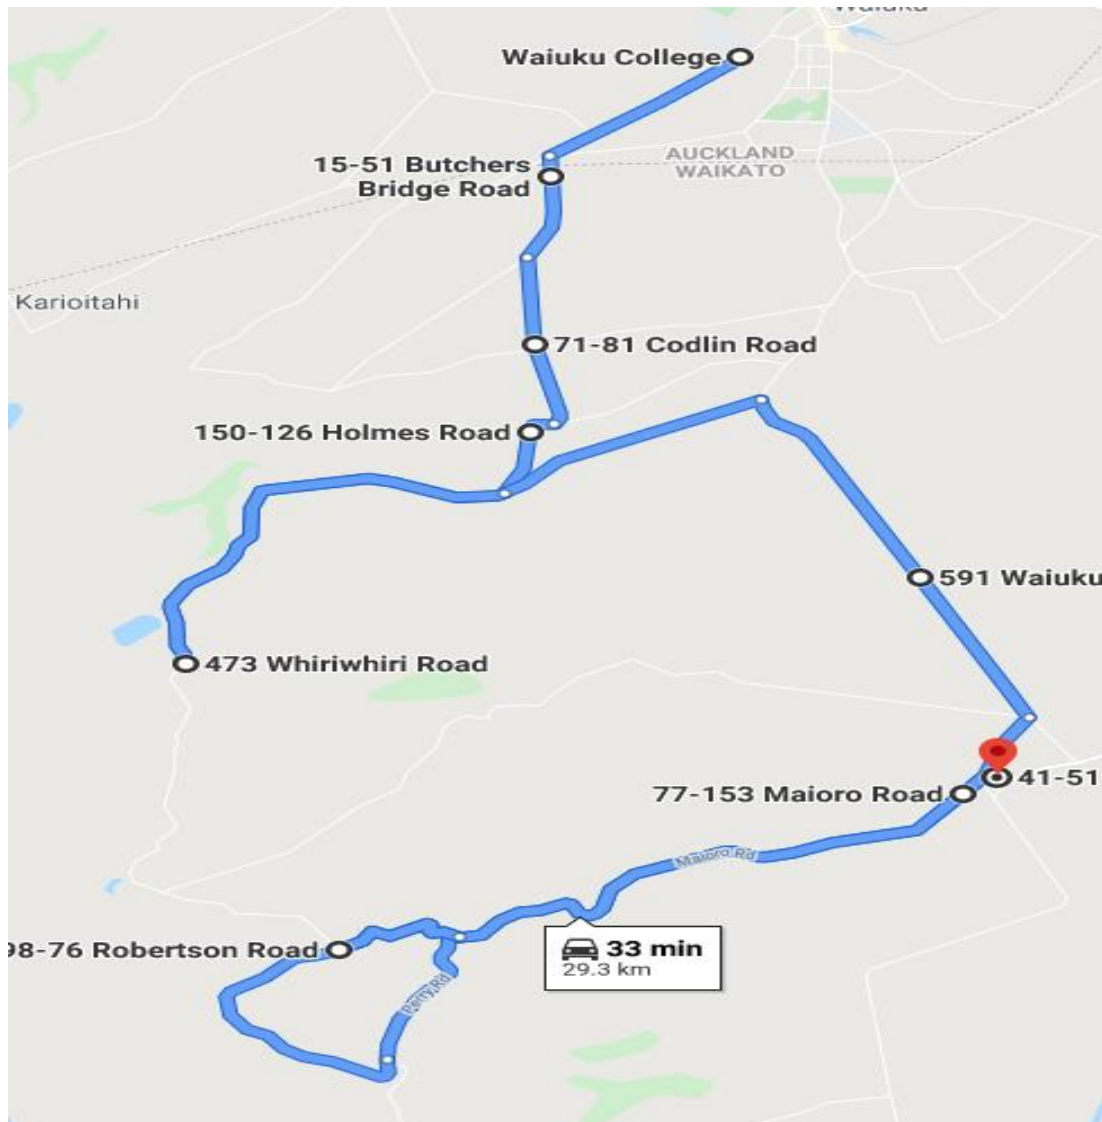 Waiuku College
15-51 Butchers
Bridge Road
AUCKLAND
WAIKATO
Karioitahi
71-81 Codlin Road
150-126 Holmes Road
591 Waiuku
473 Whiriwhiri Road
41-51
77-153 Maioro Road
Maioro Rd
98-76 Robertson Road
33 min
29.3 km
Perry Rd